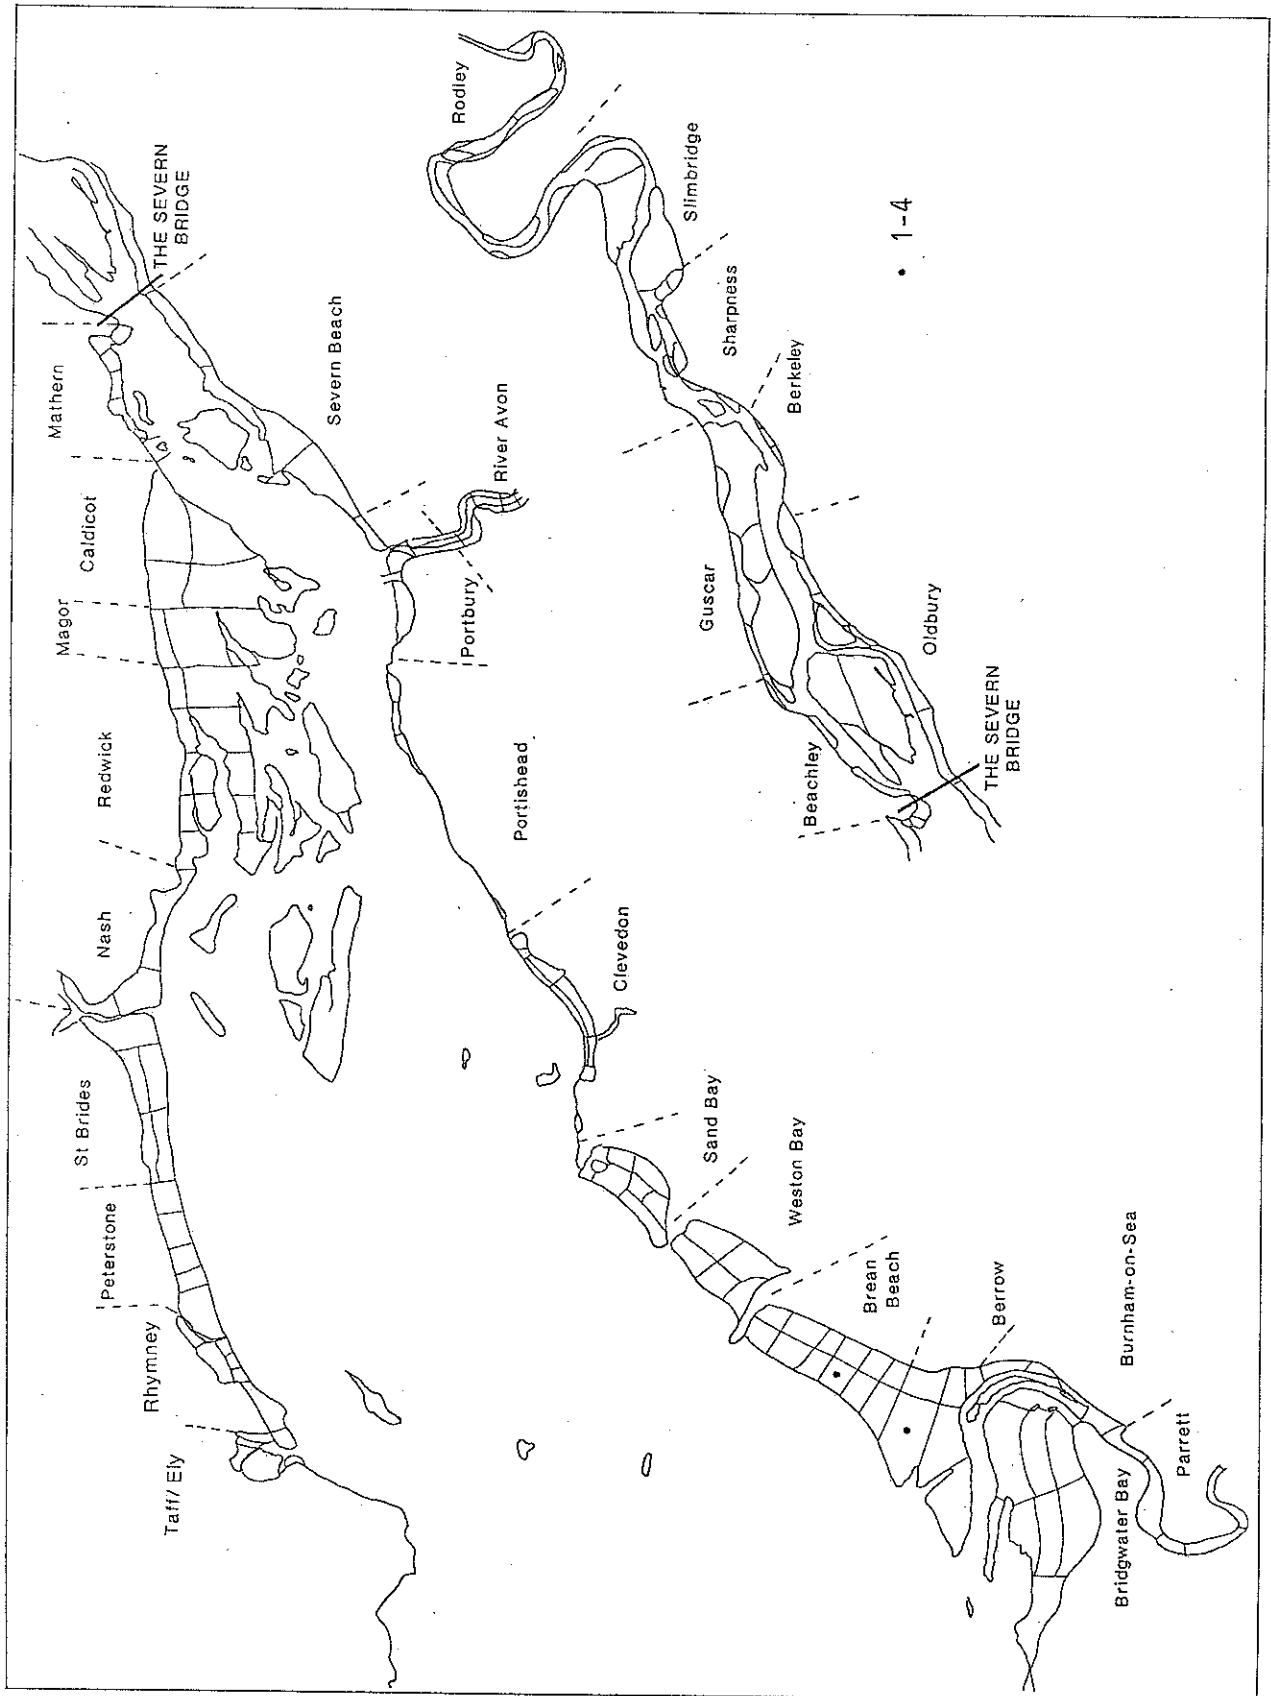 Taff/ Ely
Rhymney
Peterstone
St Brides
Nash
Redwick
Magor
Caldicot
Mathern
THE SEVERN
BRIDGE
Severn Beach
River Avon
Portbury
Portishead
Clevedon
Sand Bay
Weston Bay
Brean
Beach
Berrow
Burnham-on-Sea
Parrett
Bridgwater Bay
Rodley
Slimbridge
Sharpness
Berkeley
Guscar
Oldbury
Beachley
THE SEVERN
BRIDGE
1-4